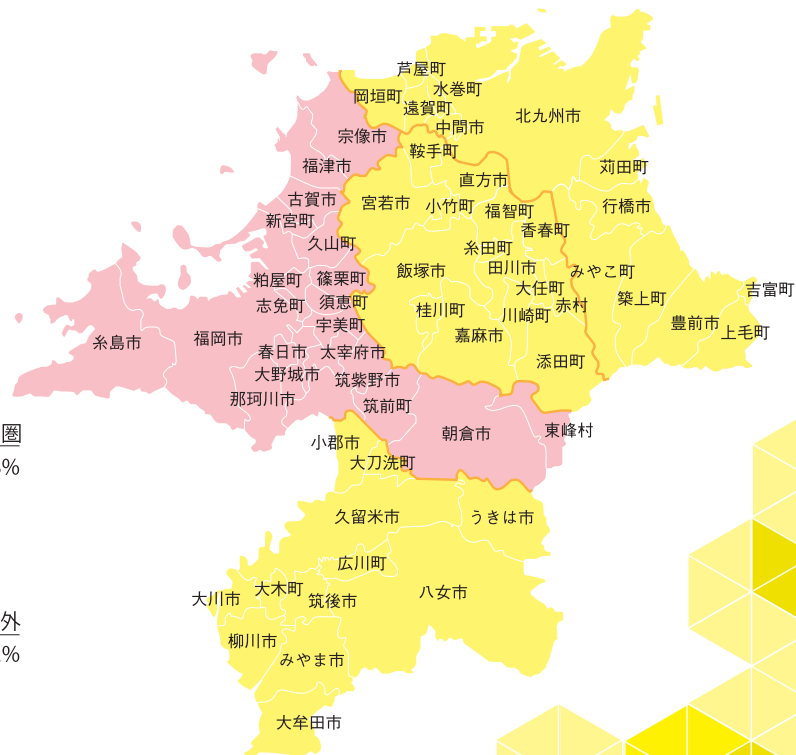 芦屋町
水巻町
岡垣町
遠賀町
北九州市
中間市
宗像市
鞍手町
福津市
苅田町
直方市
古賀市
宮若市
小竹町
福智町
行橋市
新宮町
香春町
久山町
糸田町
粕屋町
篠栗町
飯塚市
田川市
みやこ町
大任町
吉富町
志免町
須恵町
桂川町
川崎町
赤村
築上町
宇美町
豊前市
上毛町
糸島市
福岡市
嘉麻市
春日市
太宰府市
添田町
大野城市
筑紫野市
那珂川市
筑前町
朝倉市
東峰村
圏
小郡市
大刀洗町
%
久留米市
うきは市
広川町
大川市
大木町
筑後市
八女市
外
柳川市
%
みやま市
大牟田市